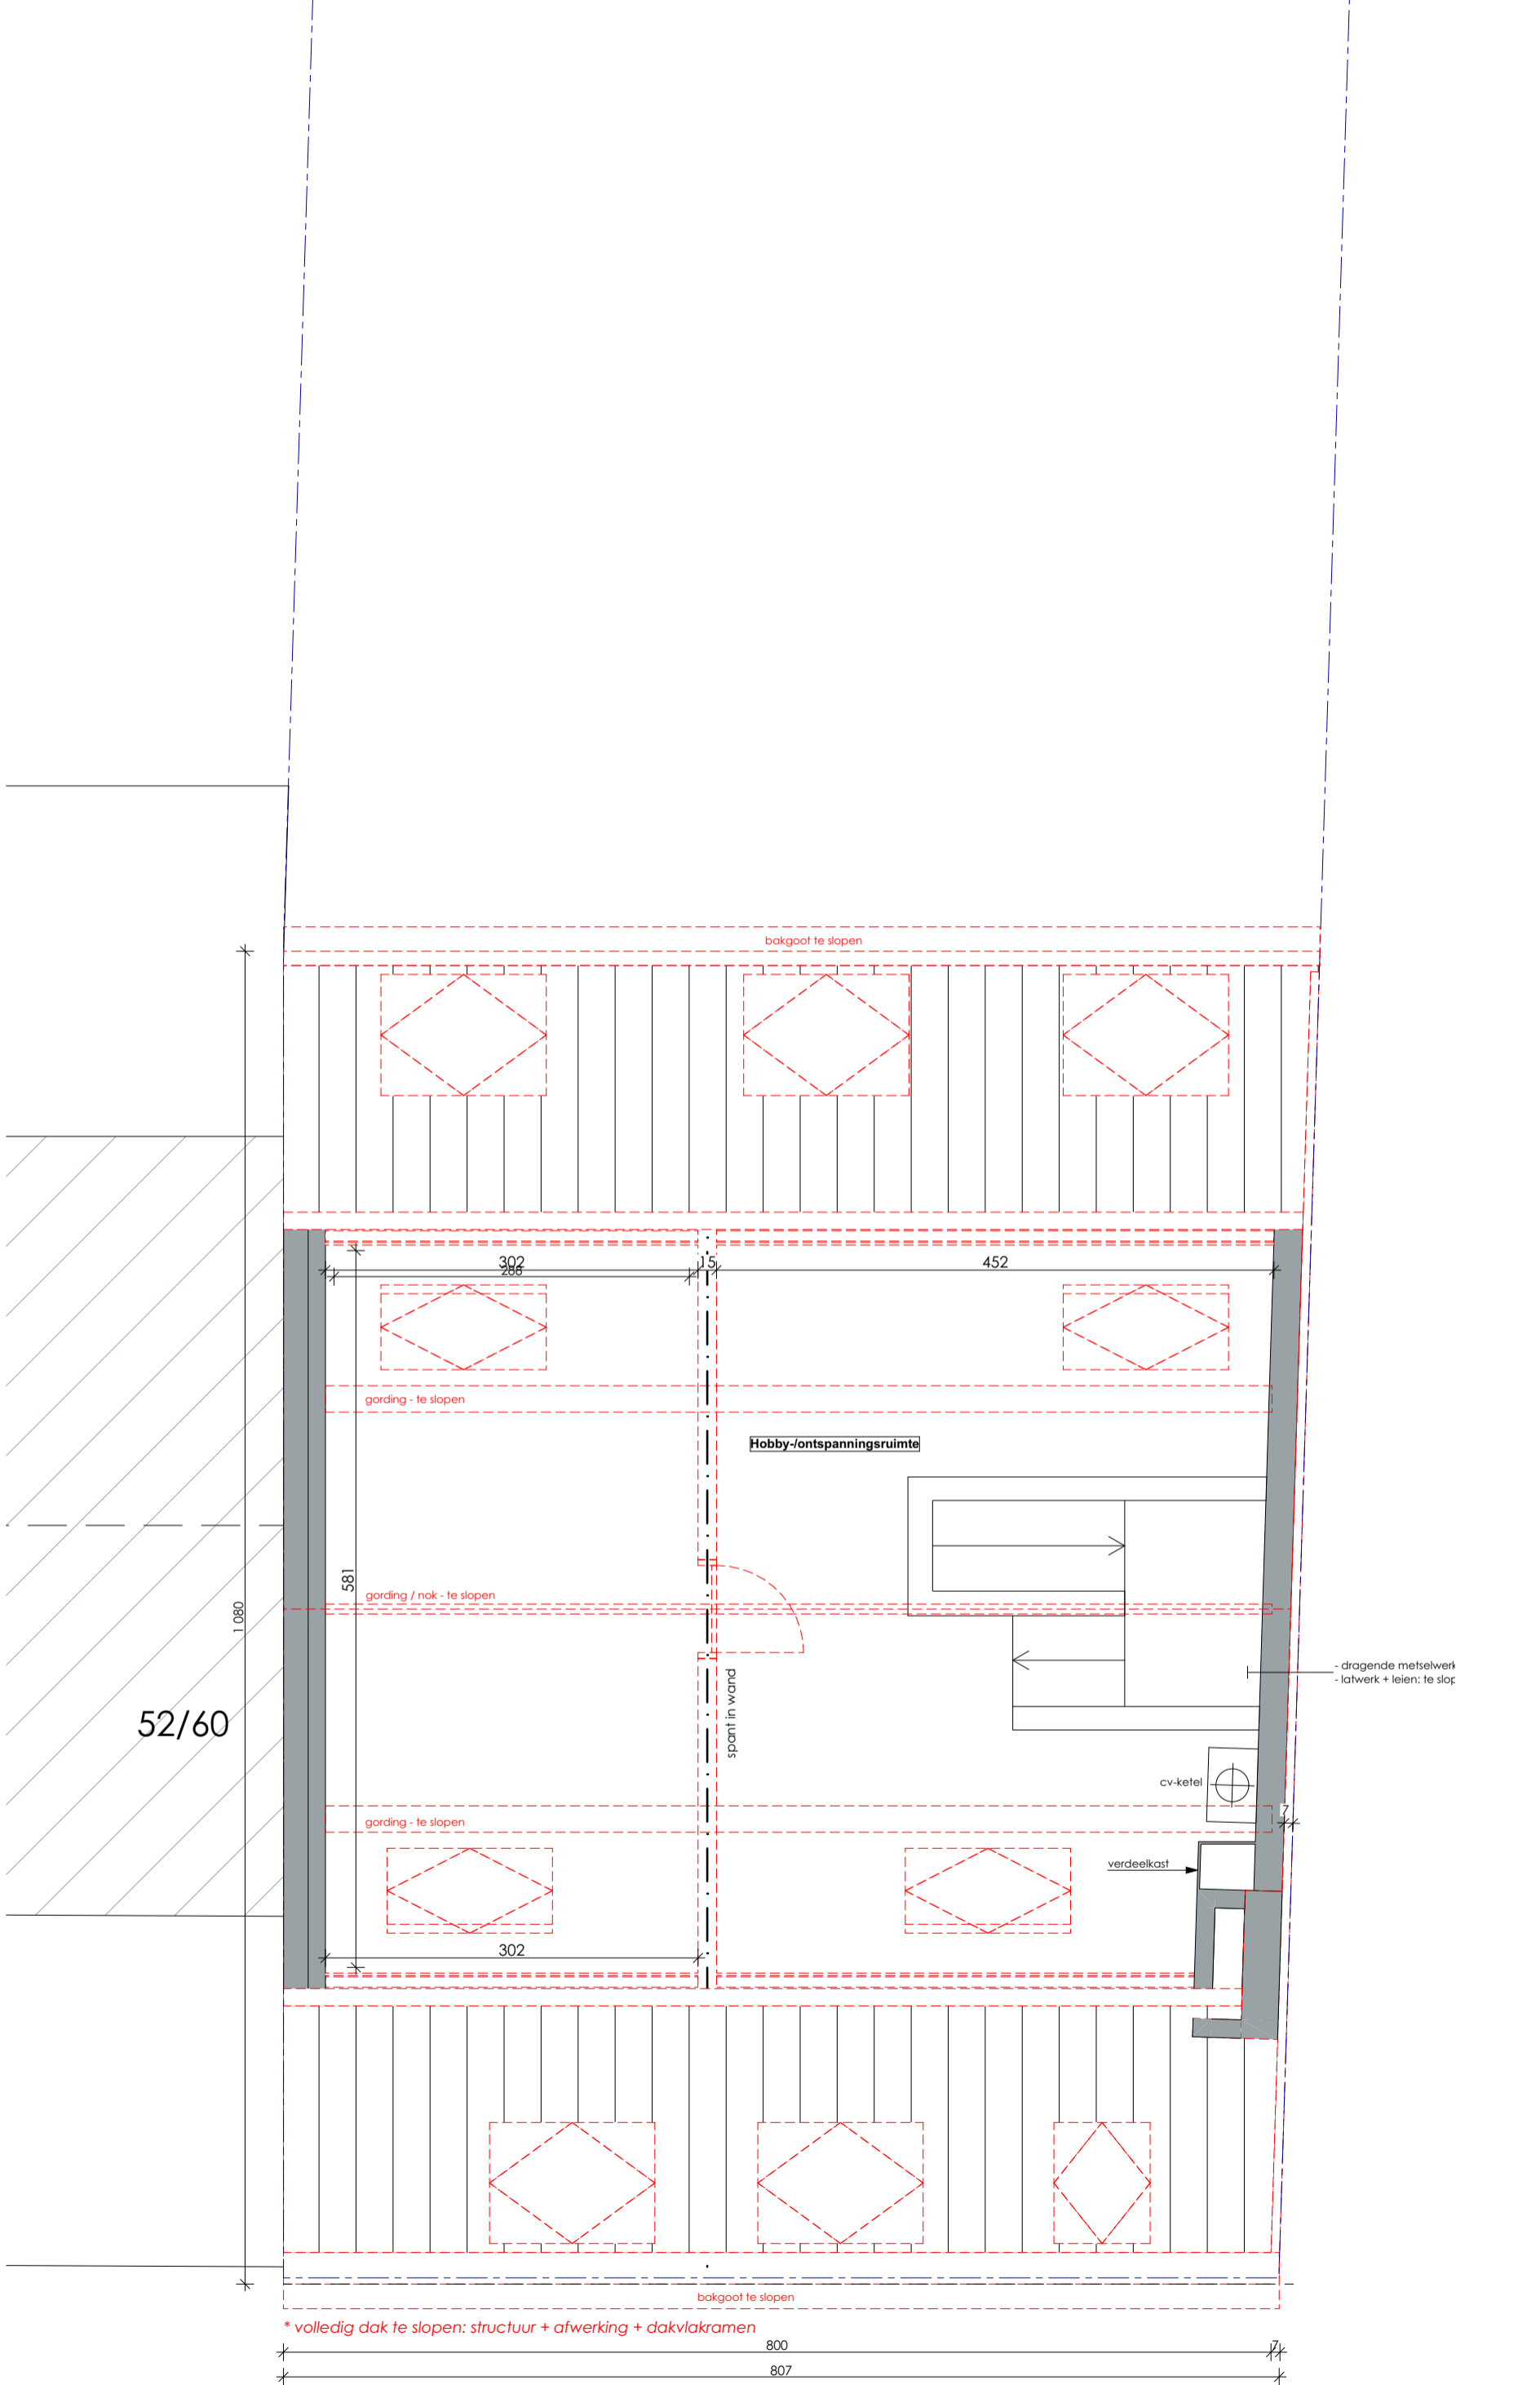 bakgoot te slopen
302
15
452
288
gording - te slopen
Hobby-/ontspanningsruimte
581
gording / nok - te slopen
1 080
- dragende metselwerk
- latwerk + leien: te slop
52/60
spant in wand
cv-ketel
7
gording - te slopen
verdeelkast
302
bakgoot te slopen
* volledig dak te slopen: structuur + afwerking + dakvlakramen
800
7
807